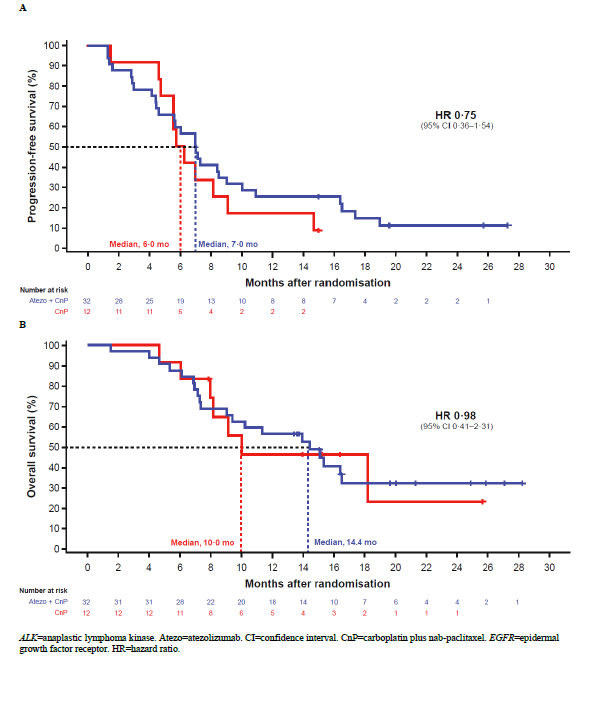 A
Progression-free survival (%)
100
90
80
70
60
50
40
30
20
10
0
HR 0·75
(95% CI 0·36–1·54)
Median, 6·0 mo
Median, 7·0 mo
0 2 4 6 8 10 12 14 16 18 20 22 24 26 28 30
Months after randomisation
Number at risk
Atezo + CnP 32 28 25 19 13 10 8 8 7 4 2 2 2 1
CnP 12 11 11 6 4 2 2 2
B
Overall survival (%)
100
90
80
70
60
50
40
30
20
10
0
HR 0·98
(95% CI 0·41–2·31)
Median, 10·0 mo
Median, 14.4 mo
0 2 4 6 8 10 12 14 16 18 20 22 24 26 28 30
Months after randomisation
Number at risk
Atezo + CnP 32 31 31 28 22 20 18 14 10 7 6 4 4 2 1
CnP 12 12 12 11 8 6 5 4 3 2 1 1 1
ALK=anaplastic lymphoma kinase. Atezo=atezolizumab. CI=confidence interval. CnP=carboplatin plus nab-paclitaxel. EGFR=epidermal
growth factor receptor. HR=hazard ratio.